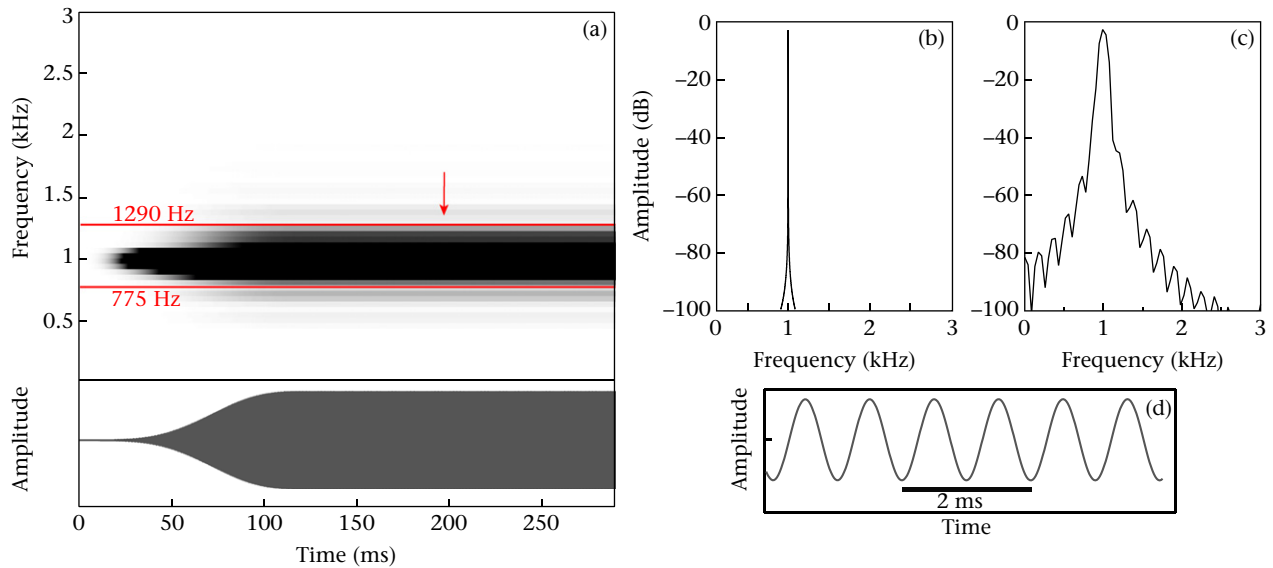 (a)
Frequency (kHz)
3
2.5
2
1.5
1
0.5
1290 Hz
775 Hz
Amplitude
0
50
100
150
200
250
Time (ms)
(b)
Amplitude (dB)
0
−20
−40
−60
−80
−100
0
1
2
3
Frequency (kHz)
(c)
0
−20
−40
−60
−80
−100
0
1
2
3
Frequency (kHz)
(d)
Amplitude
2 ms
Time